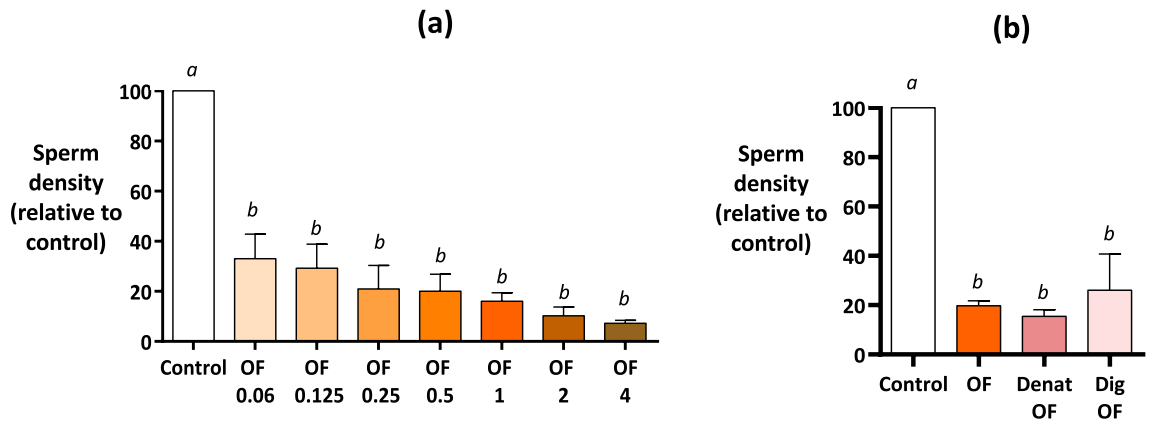 (a)
Sperm
density
(relative to
control)
100
80
60
40
20
0
a
b
b
b
b
b
b
b
Control
OF
0.06
OF
0.125
OF
0.25
OF
0.5
OF
1
OF
2
OF
4
(b)
Sperm
density
(relative to
control)
100
80
60
40
20
0
a
b
b
b
Control
OF
Denat
OF
Dig
OF